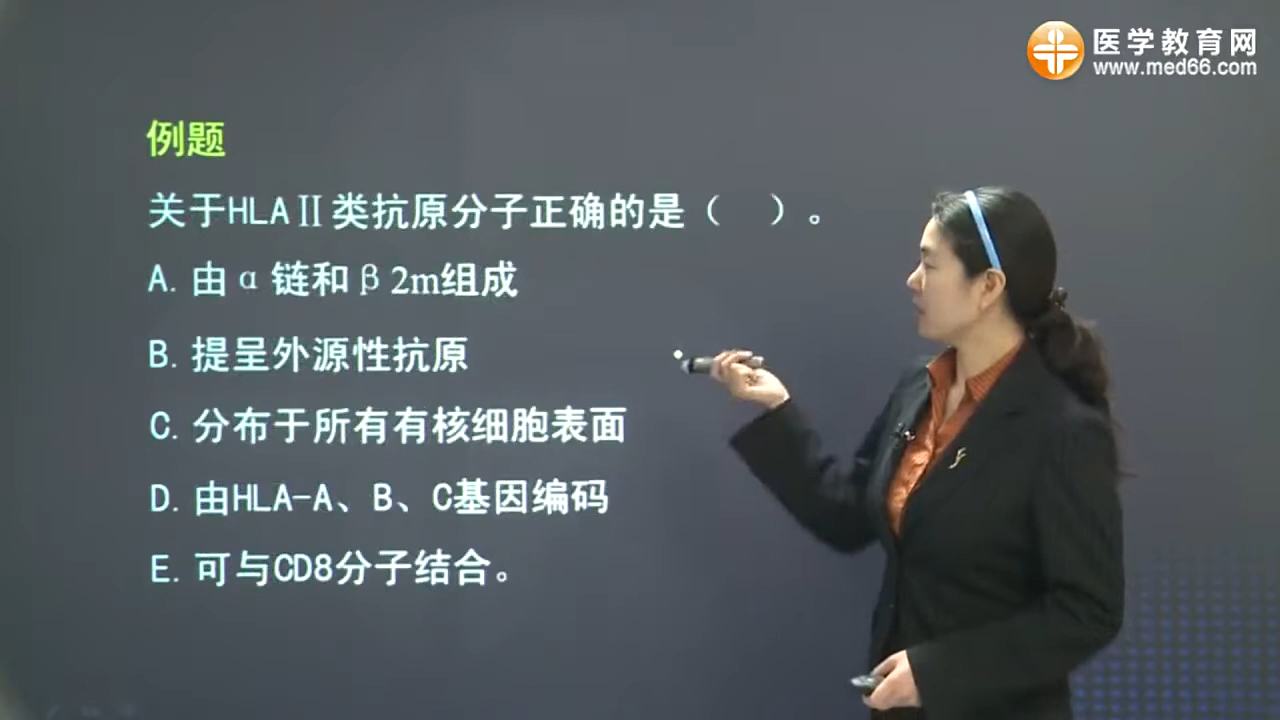 医学教育网
www.med66.com
例题
关于HLAⅡ类抗原分子正确的是（　）。
A. 由α链和β2m组成
B. 提呈外源性抗原
C. 分布于所有有核细胞表面
D. 由HLA-A、B、C基因编码
E. 可与CD8分子结合。